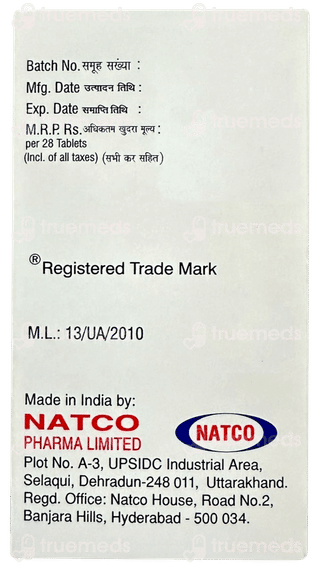 Batch No. समूह सख्या :
Mfg. Date उत्पादन तिथि :
Exp. Date समाप्ति तिथि :
M.R.P. Rs. अधिकतम खुदरा मूल्य :
per 28 Tablets
(Incl. of all taxes) (सभी कर सहित)
® Registered Trade Mark
M.L.: 13/UA/2010
Made in India by:
NATCO
PHARMA LIMITED
NATCO
Plot No. A-3, UPSIDC Industrial Area,
Selaqui, Dehradun-248 011, Uttarakhand.
Regd. Office: Natco House, Road No.2,
Banjara Hills, Hyderabad - 500 034.
truemeds